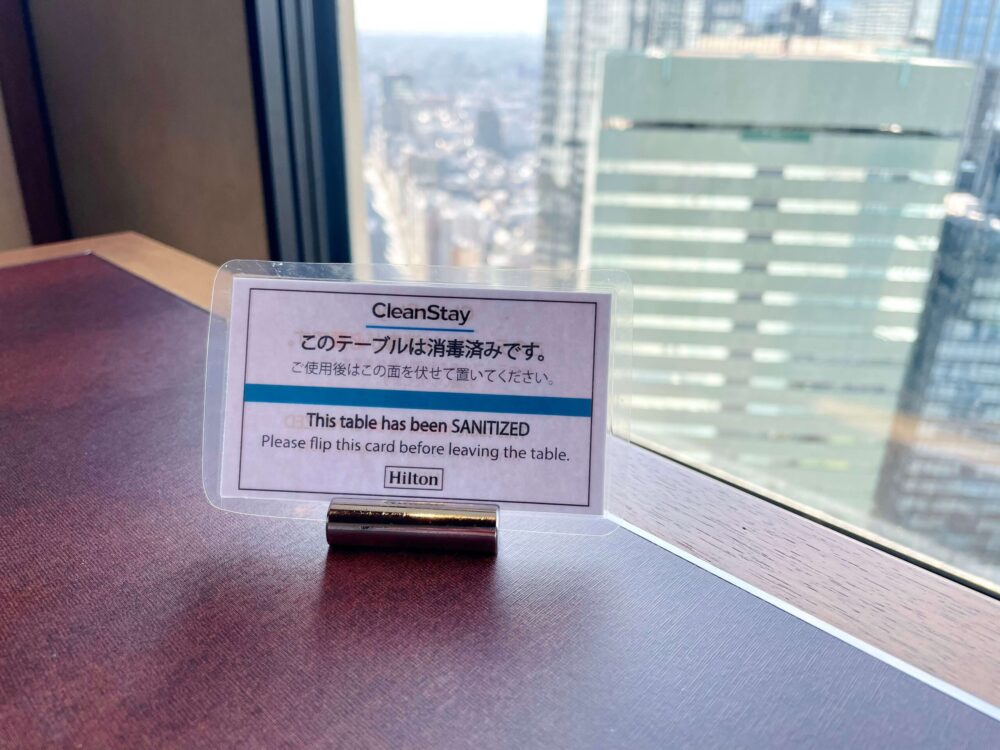 CleanStay
このテーブルは消毒済みです。
ご使用後はこの面を伏せて置いてください。
This table has been SANITIZED
Please flip this card before leaving the table.
Hilton